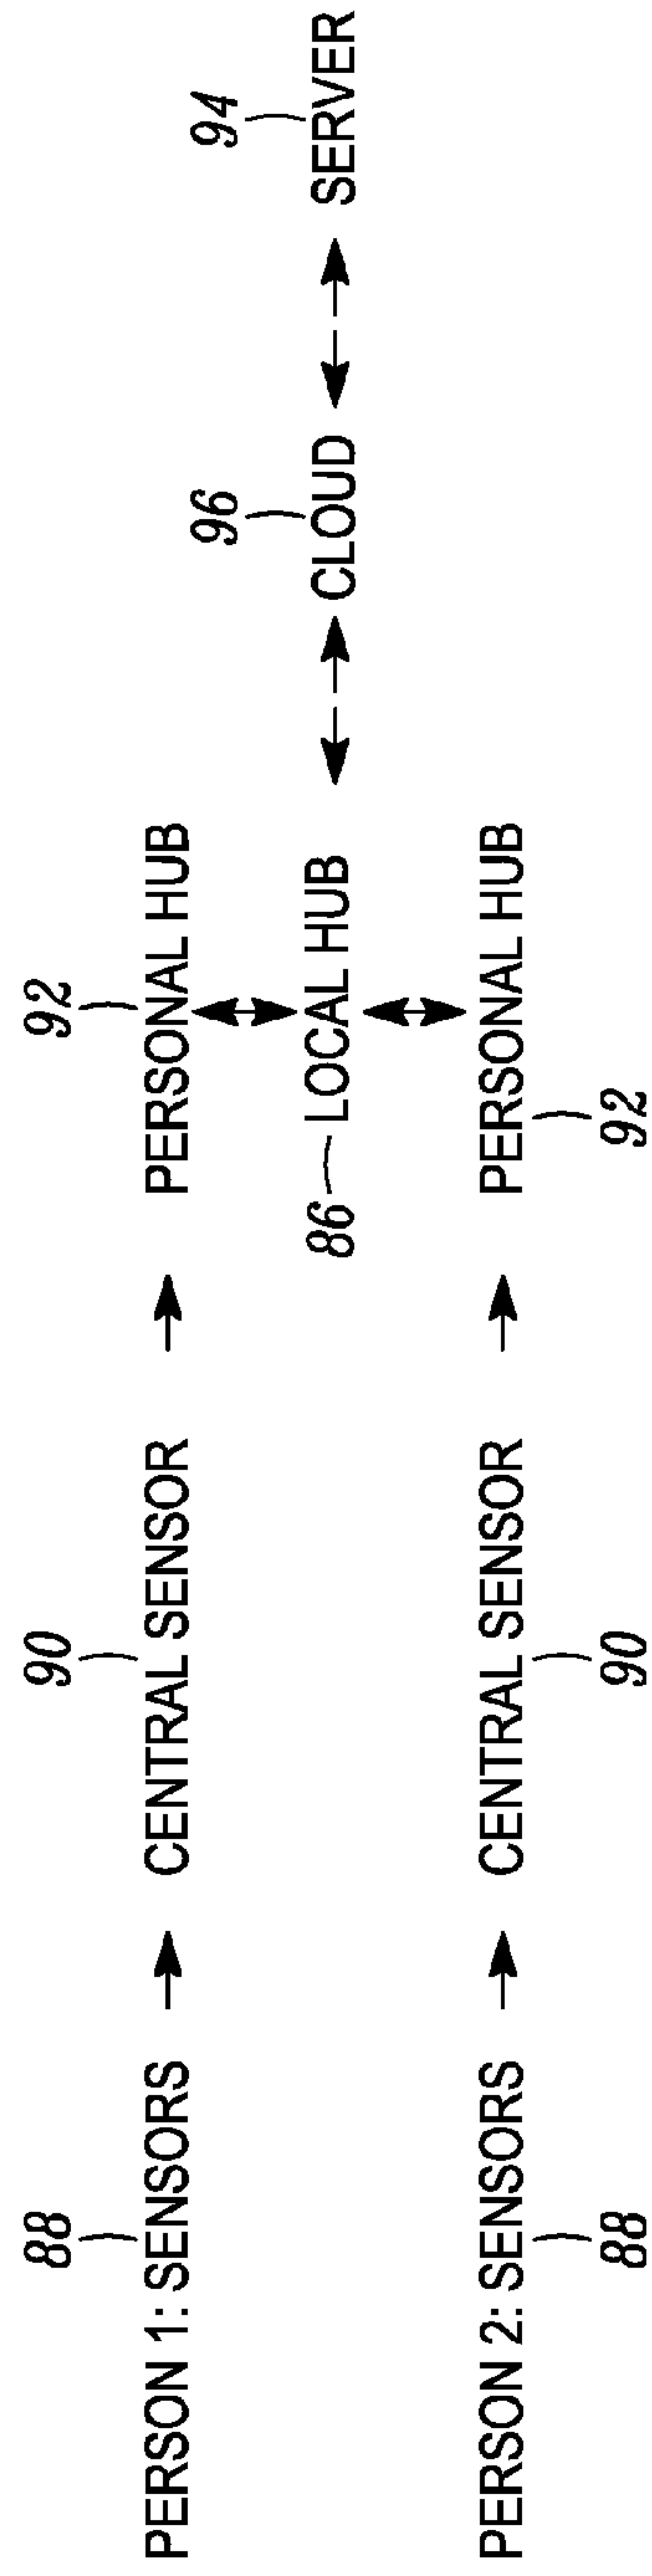 88 90 92
PERSON 1: SENSORS CENTRAL SENSOR PERSONAL HUB
96 94
86 LOCAL HUB CLOUD SERVER
PERSON 2: SENSORS CENTRAL SENSOR PERSONAL HUB
88 90 92